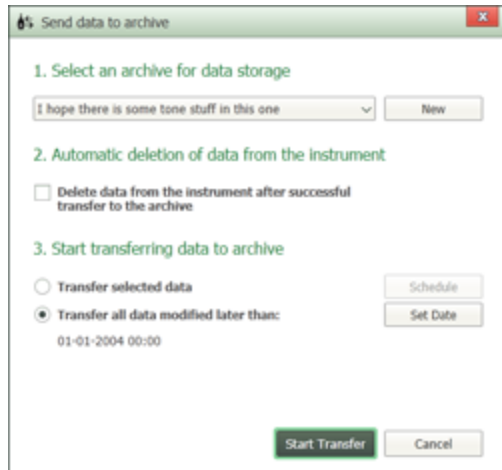 Send data to archive
x
1. Select an archive for data storage
I hope there is some tone stuff in this one
New
2. Automatic deletion of data from the instrument
Delete data from the instrument after successful
transfer to the archive
3. Start transferring data to archive
Transfer selected data
Schedule
Transfer all data modified later than:
Set Date
01-01-2004 00:00
Start Transfer
Cancel